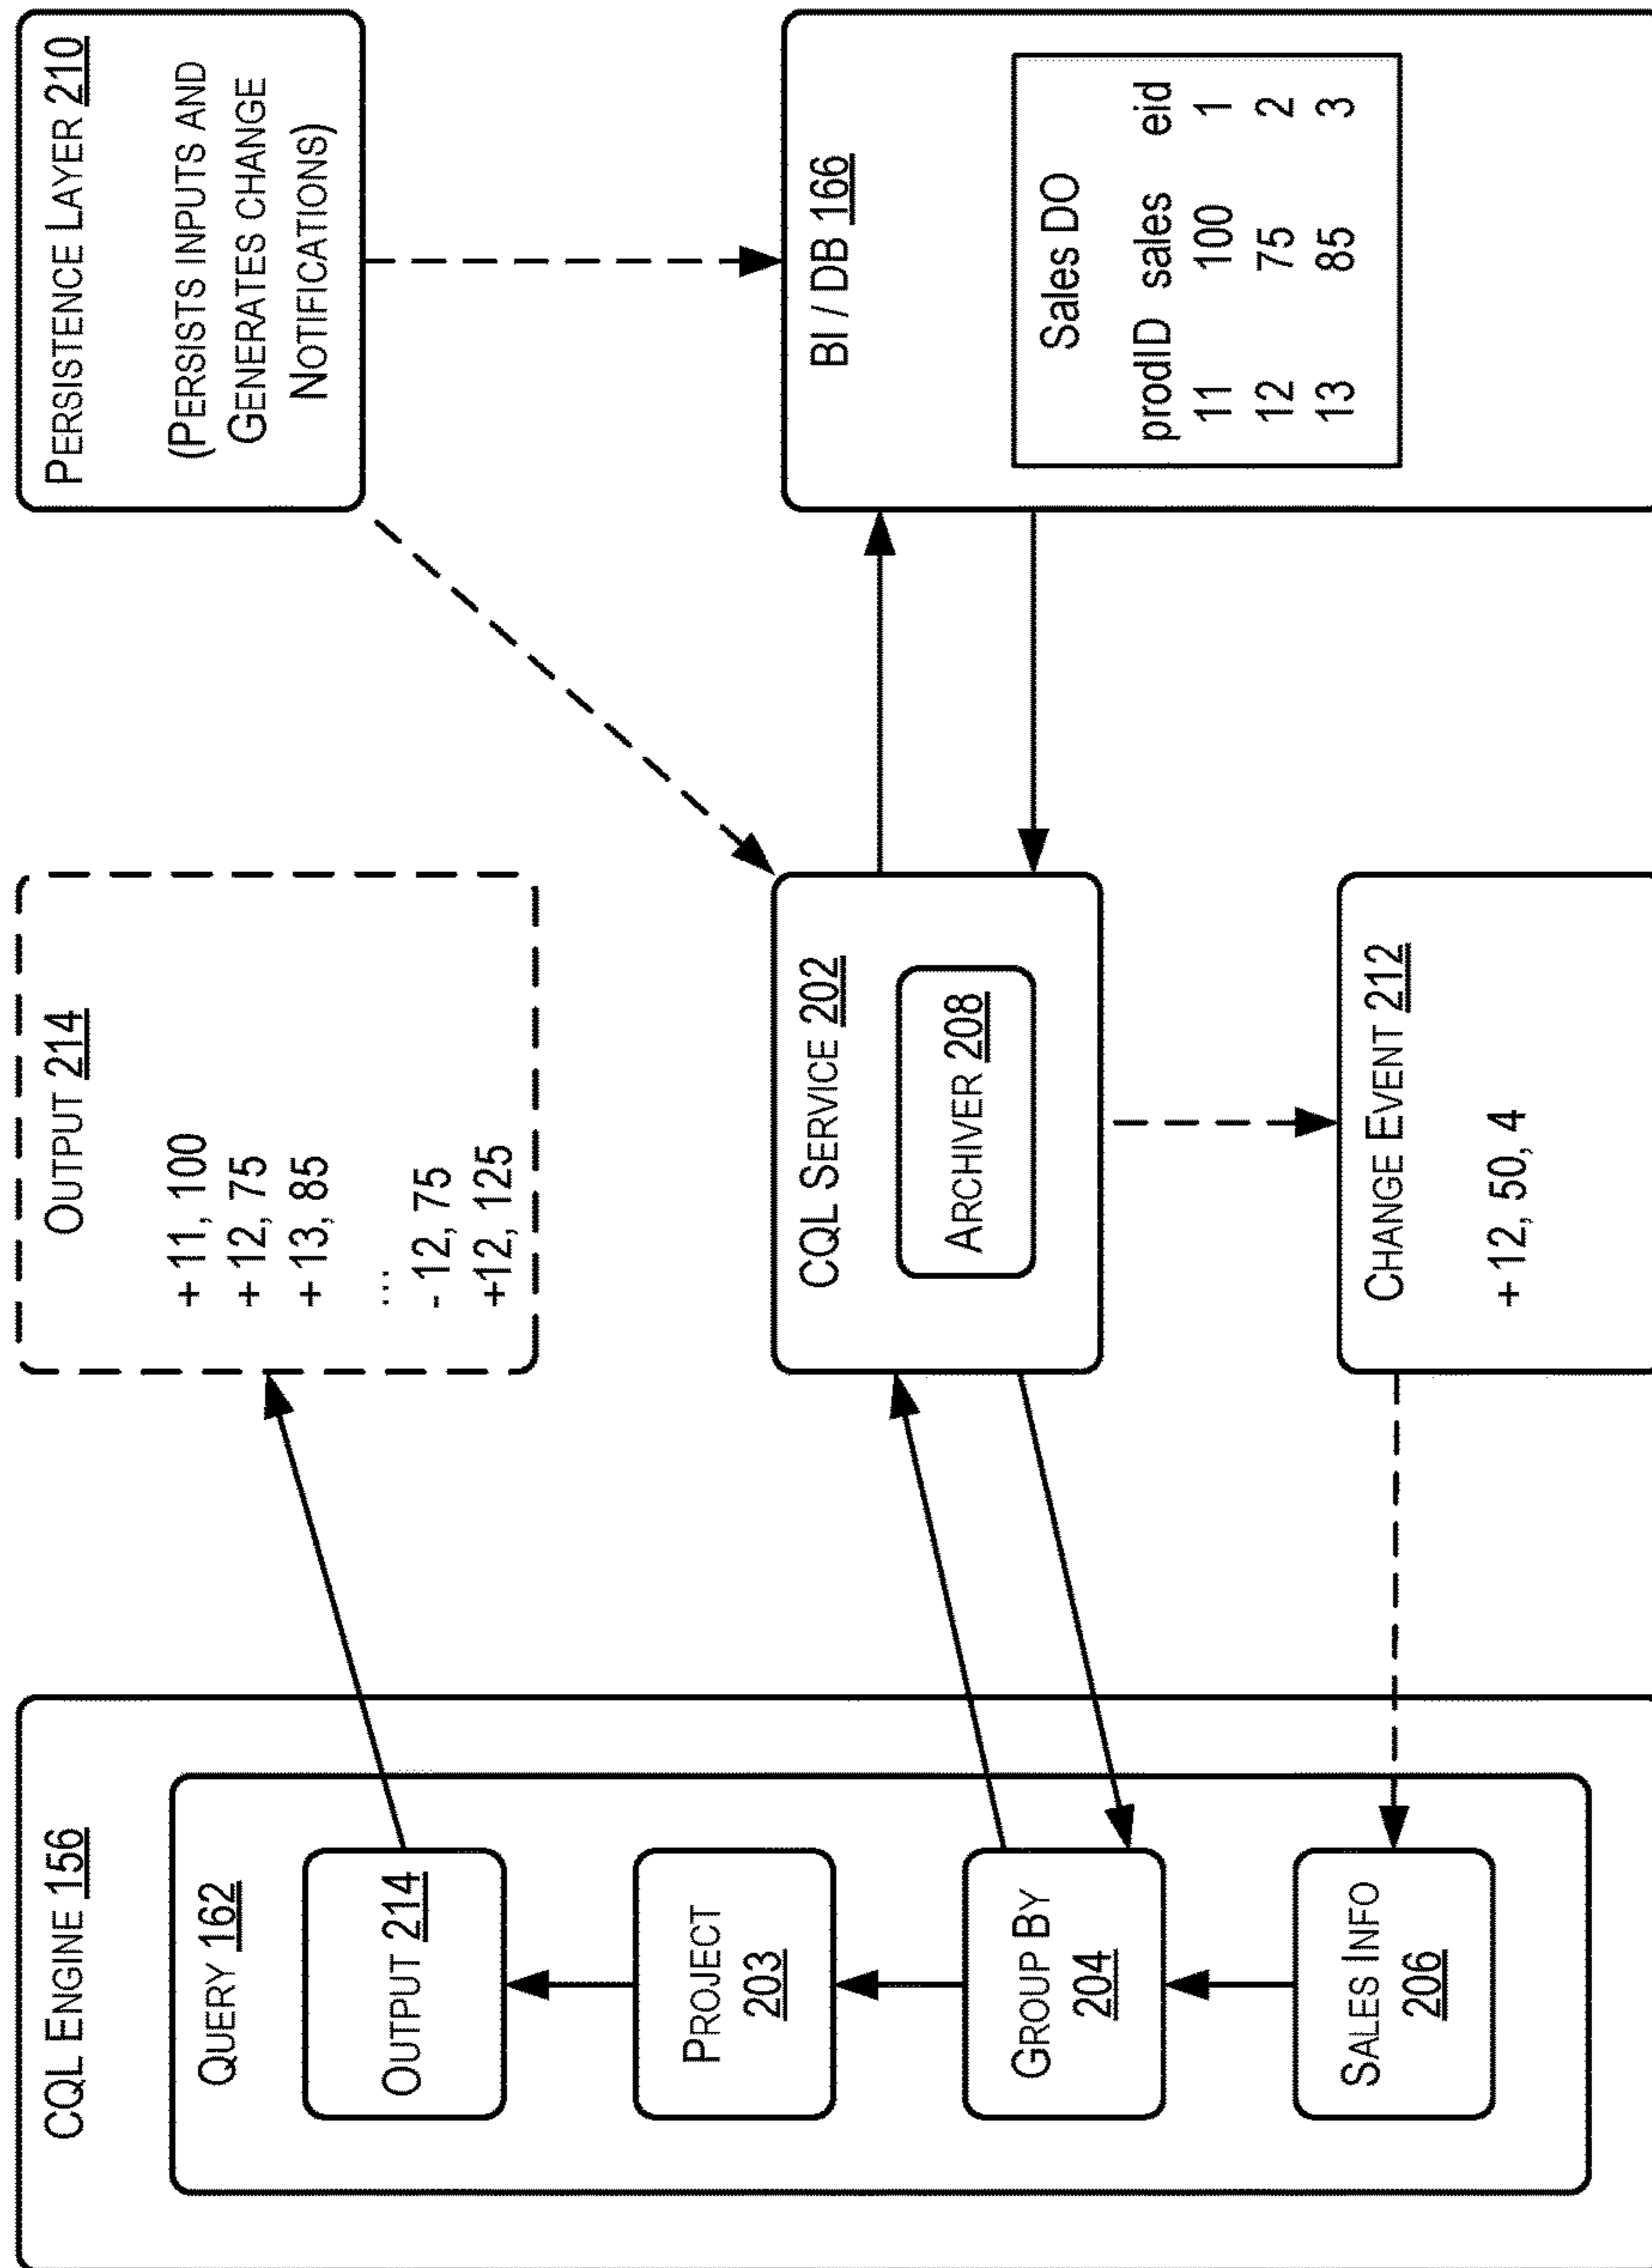 CQL ENGINE 156
QUERY 162
OUTPUT 214
PROJECT
203
GROUP BY
204
SALES INFO
206
OUTPUT 214
+ 11, 100
+ 12, 75
+ 13, 85
...
- 12, 75
+12, 125
CQL SERVICE 202
ARCHIVER 208
CHANGE EVENT 212
+ 12, 50, 4
PERSISTENCE LAYER 210
(PERSISTS INPUTS AND
GENERATES CHANGE
NOTIFICATIONS)
BI / DB 166
Sales DO
prodID sales eid
11 100 1
12 75 2
13 85 3